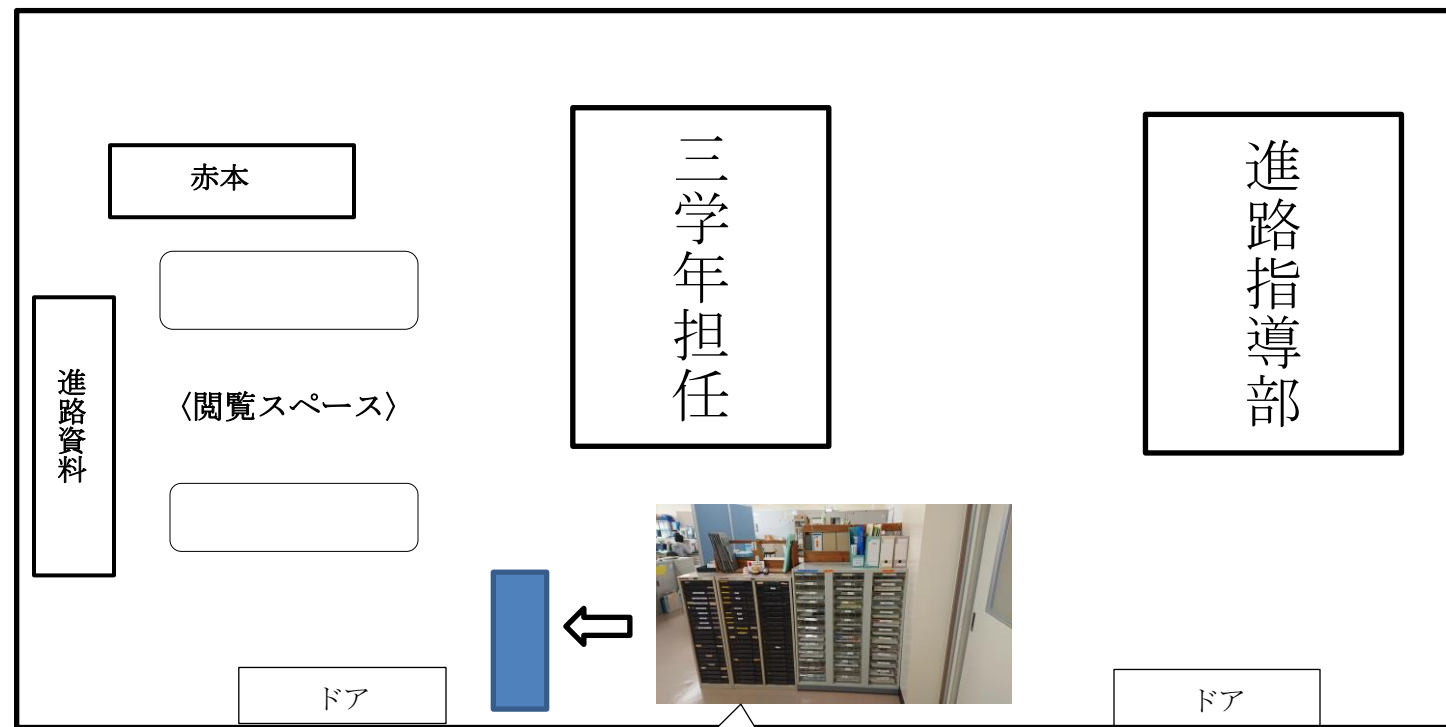 赤本
三学年担任
進路指導部
進路資料
〈閲覧スペース〉
ドア
ドア